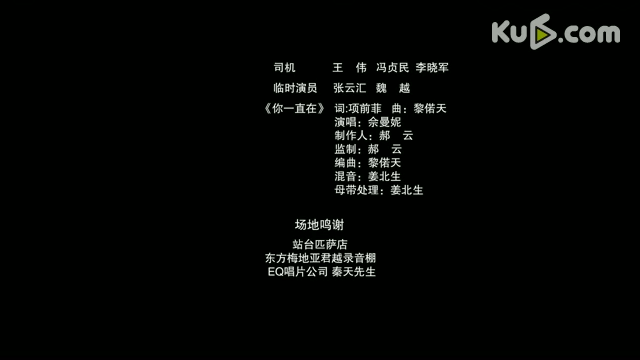 Ku6.com
司机 王 伟 冯贞民 李晓军
临时演员 张云汇 魏 越
《你一直在》 词:项前菲 曲：黎偌天
演唱：佘曼妮
制作人：郝 云
监制：郝 云
编曲：黎偌天
混音：姜北生
母带处理：姜北生
场地鸣谢
站台匹萨店
东方梅地亚君越录音棚
EQ唱片公司 秦天先生